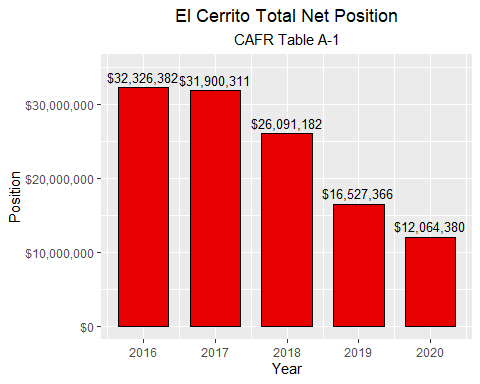 El Cerrito Total Net Position
CAFR Table A-1
$32,326,382
$31,900,311
$26,091,182
$16,527,366
$12,064,380
$30,000,000
$20,000,000
$10,000,000
$0
Position
2016 2017 2018 2019 2020
Year